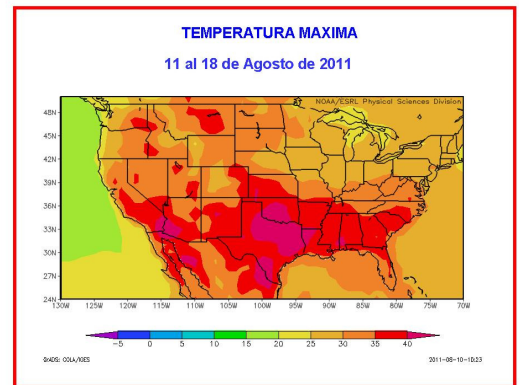 TEMPERATURA MAXIMA
11 al 18 de Agosto de 2011
NOAA/ESRL Physical Sciences Division
48N
45N
42N
39N
36N
33N
30N
27N
24N
130W 125W 120W 115W 110W 105W 100W 95W 90W 85W 80W 75W 70W
-5 0 5 10 15 20 25 30 35 40
GrADS: COLA/IGES 2011-08-10-10:23